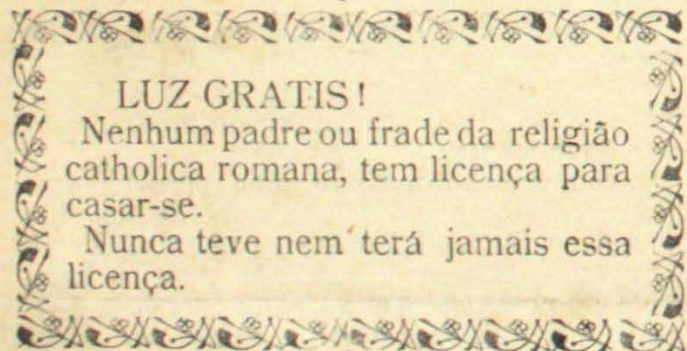 LUZ GRATIS!
Nenhum padre ou frade da religião
catholica romana, tem licença para
casar-se.
Nunca teve nem terá jamais essa
licença.